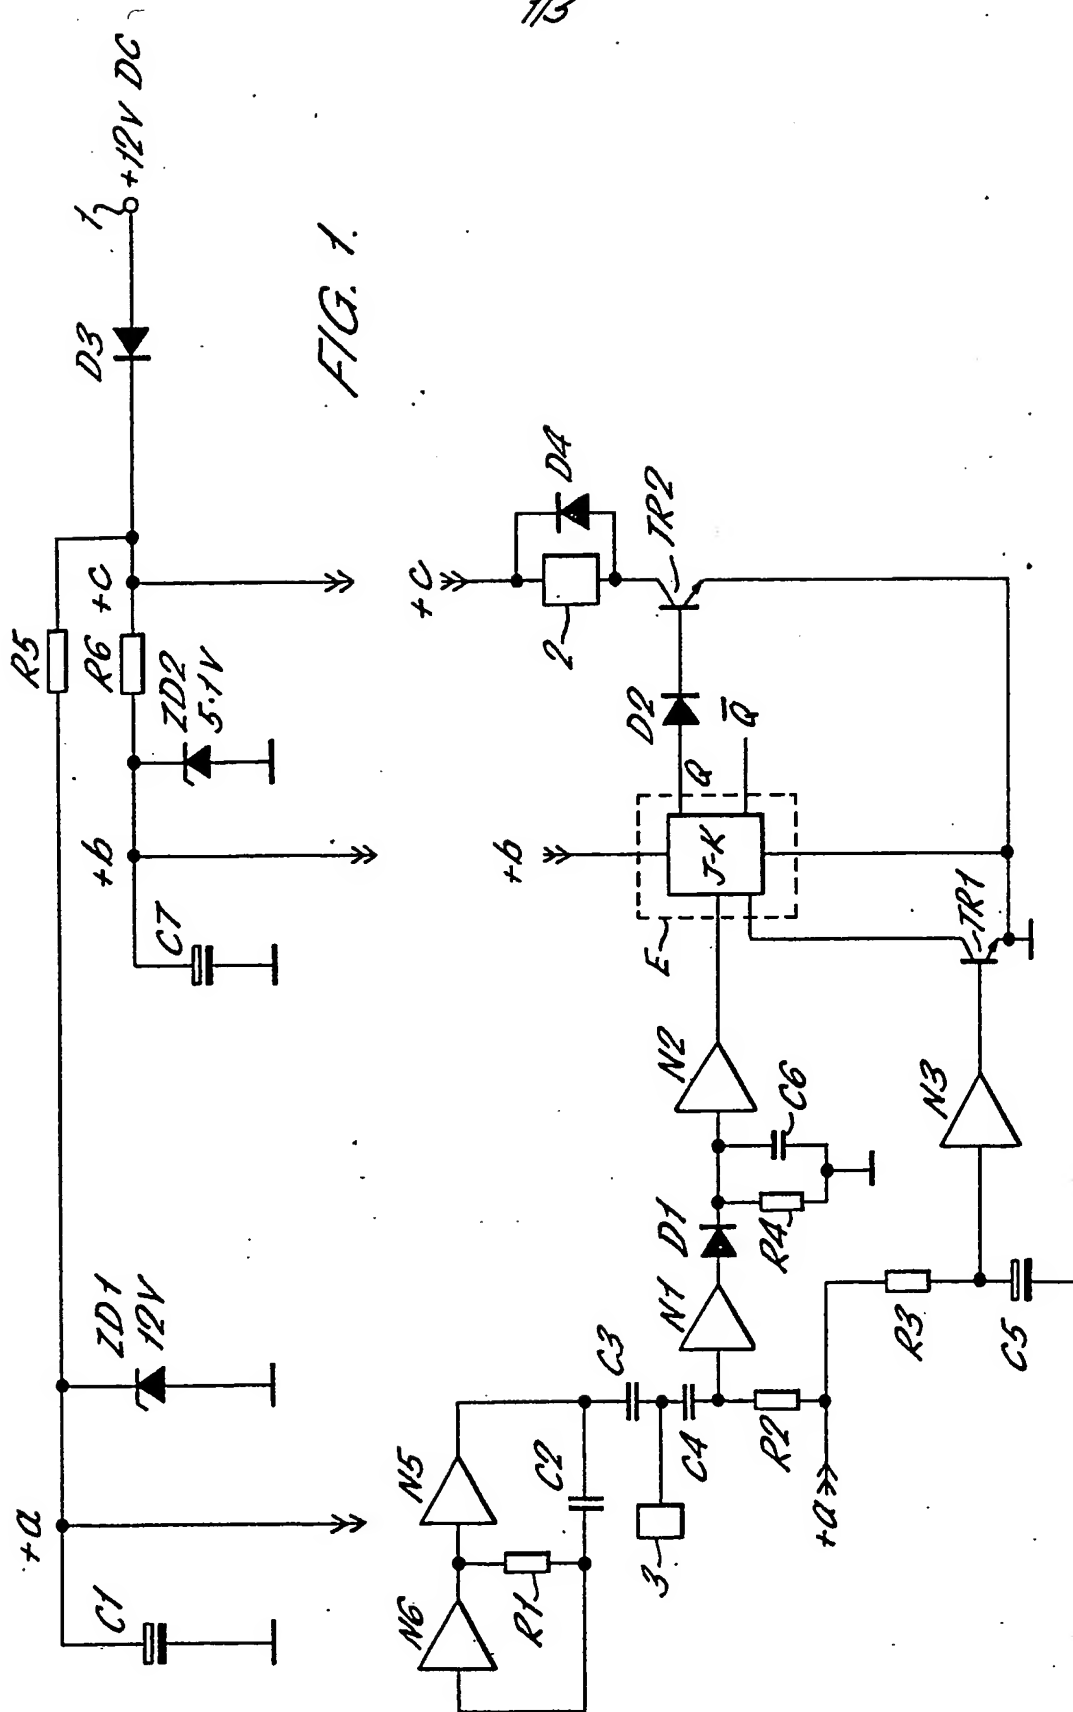 1/3
1
+12V DC
D3
FIG. 1.
R5
+c
R6
ZD2
5·1V
+b
C7
ZD1
12V
+a
C1
+c
D4
2
TR2
D2
Q
Q̅
+b
J-K
E
TR1
N2
C6
N3
D1
R4
N1
R3
C5
C3
C4
R2
+a
N5
C2
3
N6
R1